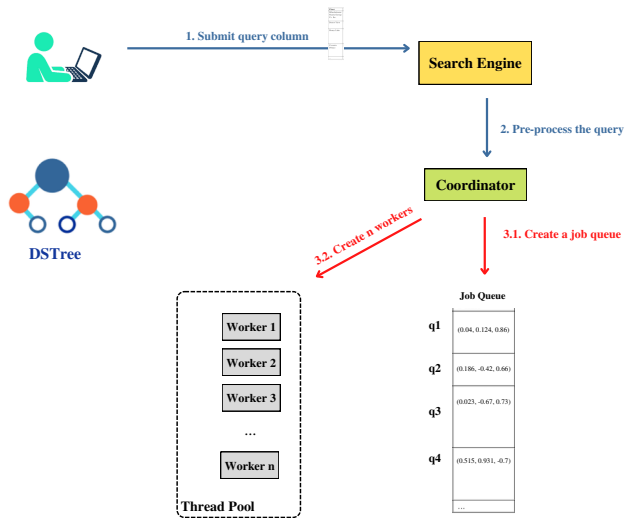 1. Submit query column
Search Engine
2. Pre-process the query
Coordinator
DSTree
3.2. Create n workers
3.1. Create a job queue
Job Queue
Worker 1
Worker 2
Worker 3
...
Worker n
Thread Pool
q1 (0.04, 0.124, 0.86)
q2 (0.186, -0.42, 0.66)
q3 (0.023, -0.67, 0.73)
q4 (0.515, 0.931, -0.7)
...